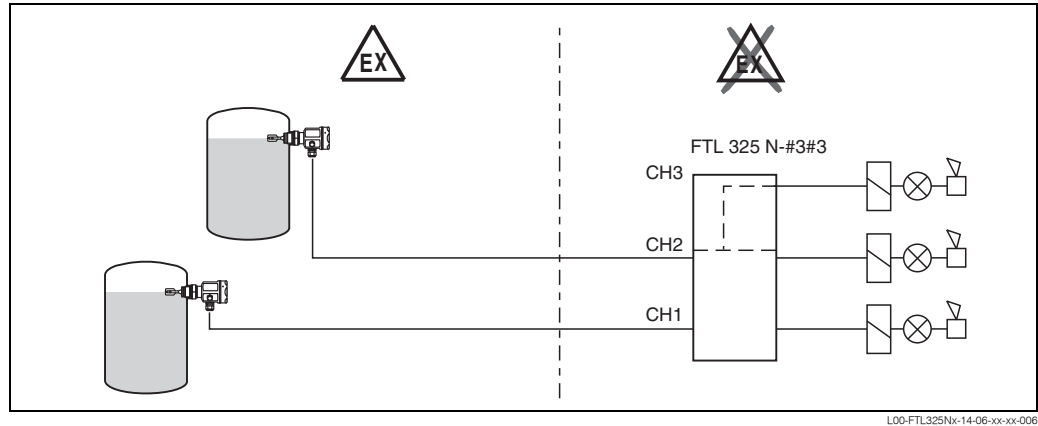 EX
EX
FTL 325 N-#3#3
CH3
CH2
CH1
L00-FTL325Nx-14-06-xx-xx-006